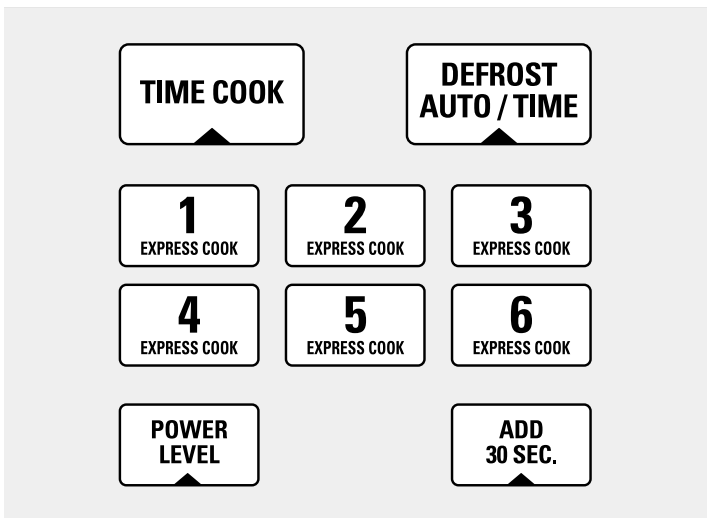 TIME COOK
DEFROST
AUTO / TIME
1
EXPRESS COOK
2
EXPRESS COOK
3
EXPRESS COOK
4
EXPRESS COOK
5
EXPRESS COOK
6
EXPRESS COOK
POWER
LEVEL
ADD
30 SEC.